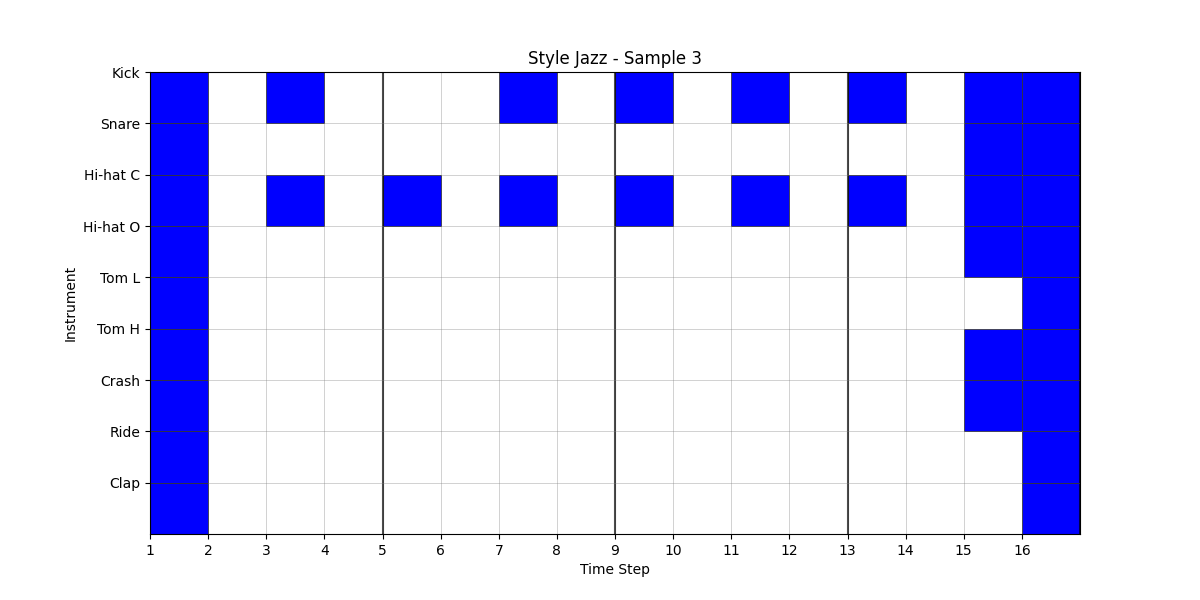 Style Jazz - Sample 3
Instrument
Kick
Snare
Hi-hat C
Hi-hat O
Tom L
Tom H
Crash
Ride
Clap
1 2 3 4 5 6 7 8 9 10 11 12 13 14 15 16
Time Step